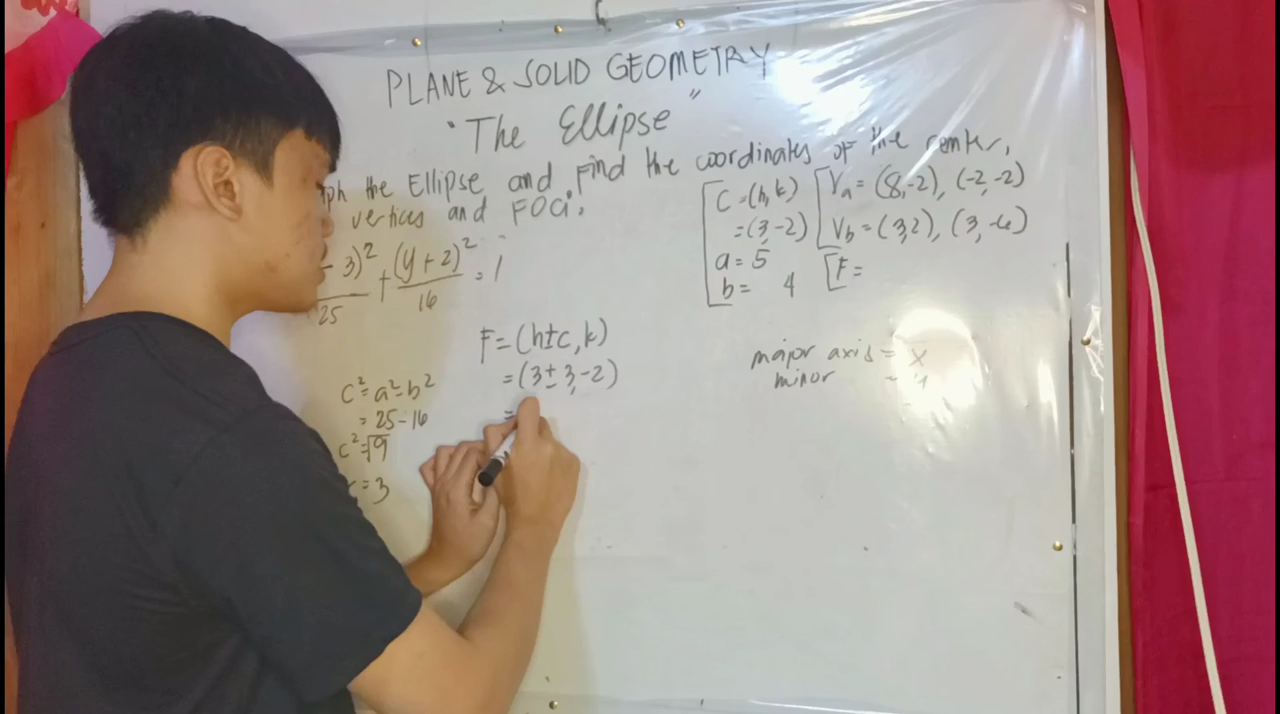 PLANE & SOLID GEOMETRY
"The Ellipse"
the Ellipse and Find the coordinates of the center,
vertices and FOCi.
3)² + (y + 2)² = 1
25 16
C = (h, k)
= (3, -2)
a = 5
b = 4
Va = (8, -2), (-2, -2)
Vb = (3, 2), (3, -6)
F =
F = (h ± c, k)
= (3 ± 3, -2)
=
c² = a² - b²
= 25 - 16
c² = √9
= 3
major axis = x
minor = y